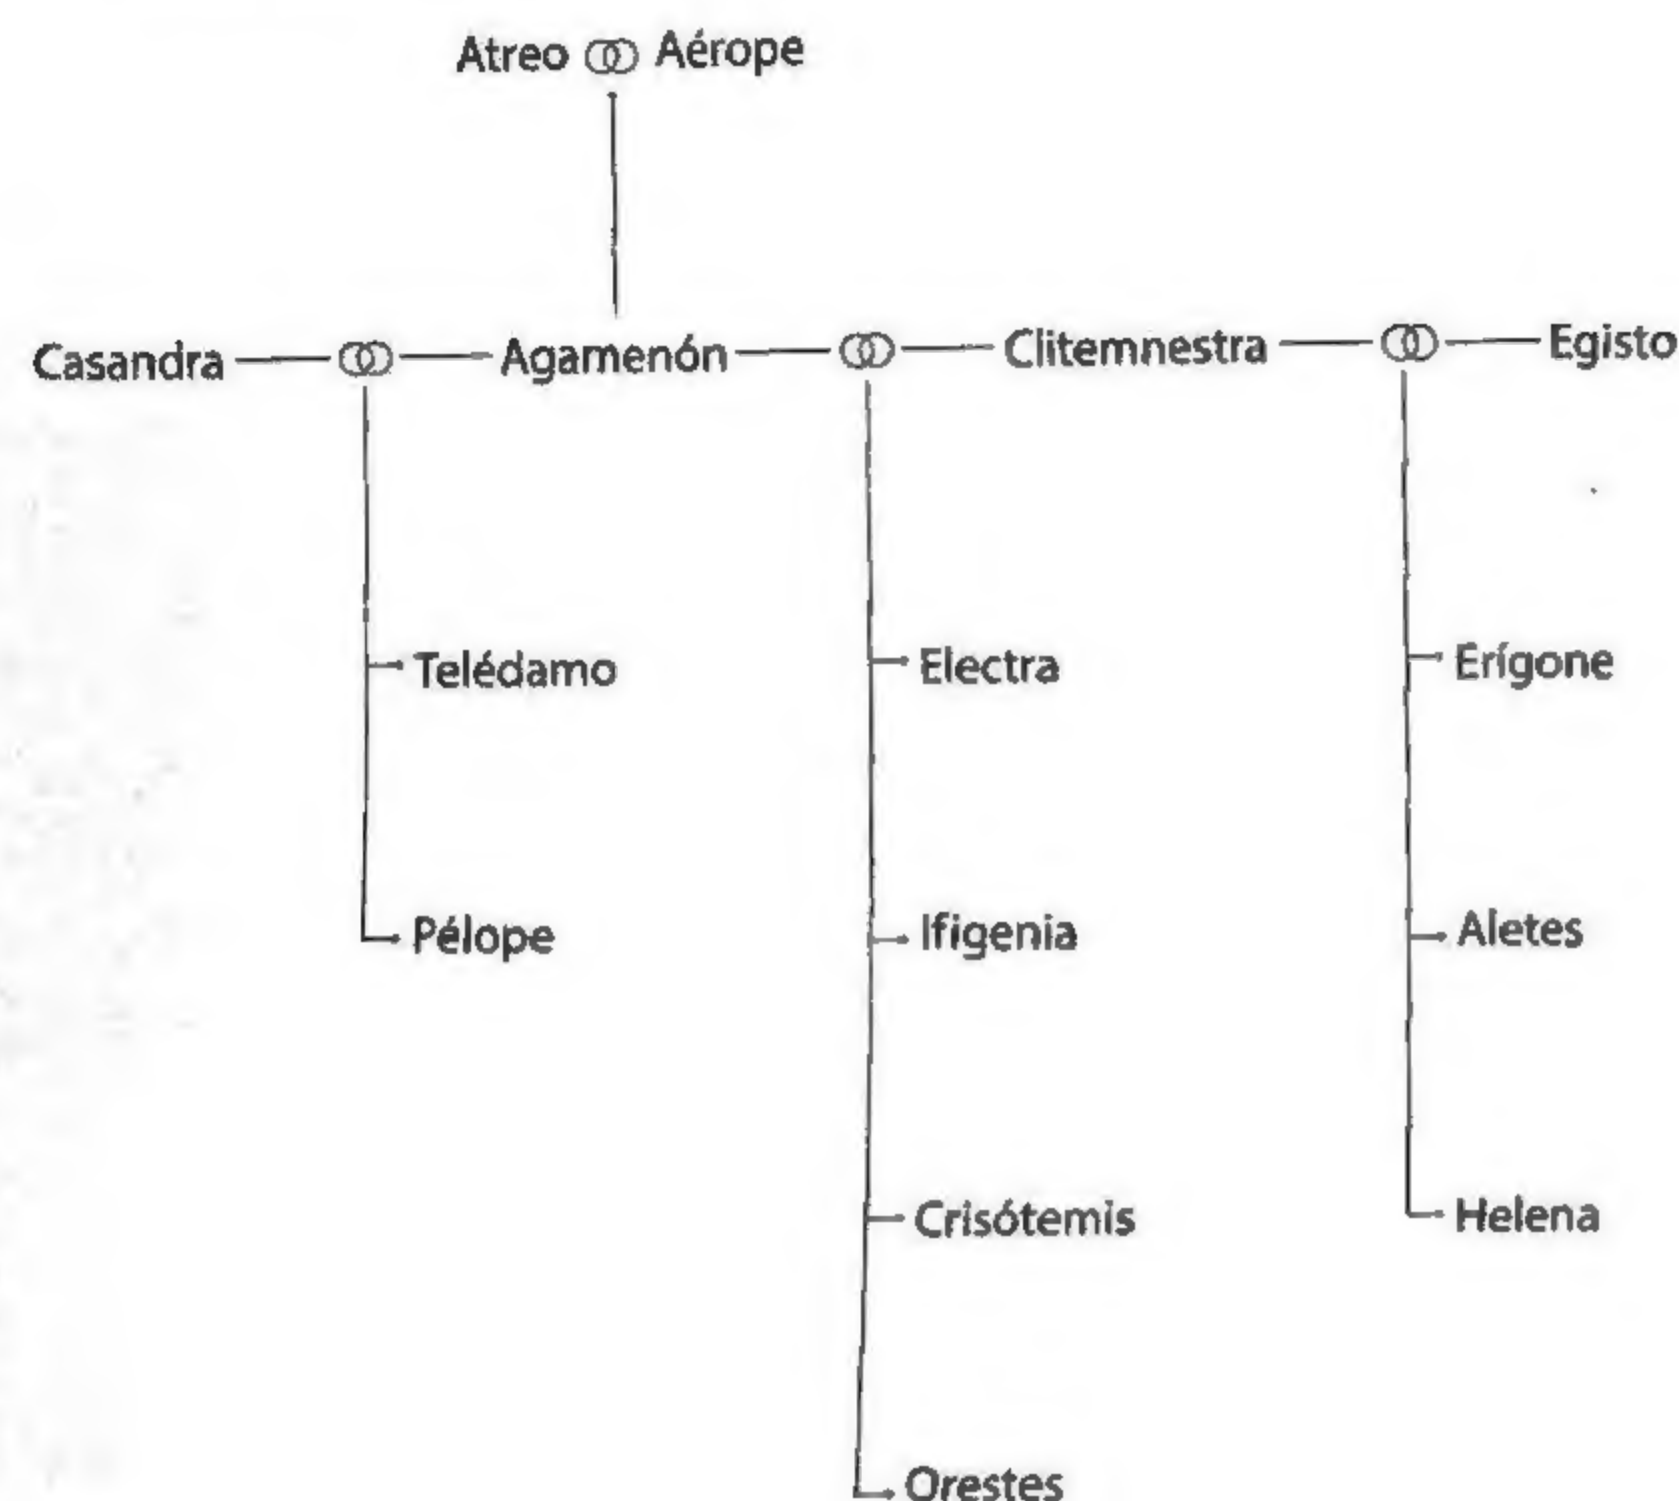 Atreo Aérope
Casandra Agamenón Clitemnestra Egisto
Telédamo Electra Erígone
Pélope Ifigenia Aletes
Crisótemis Helena
Orestes